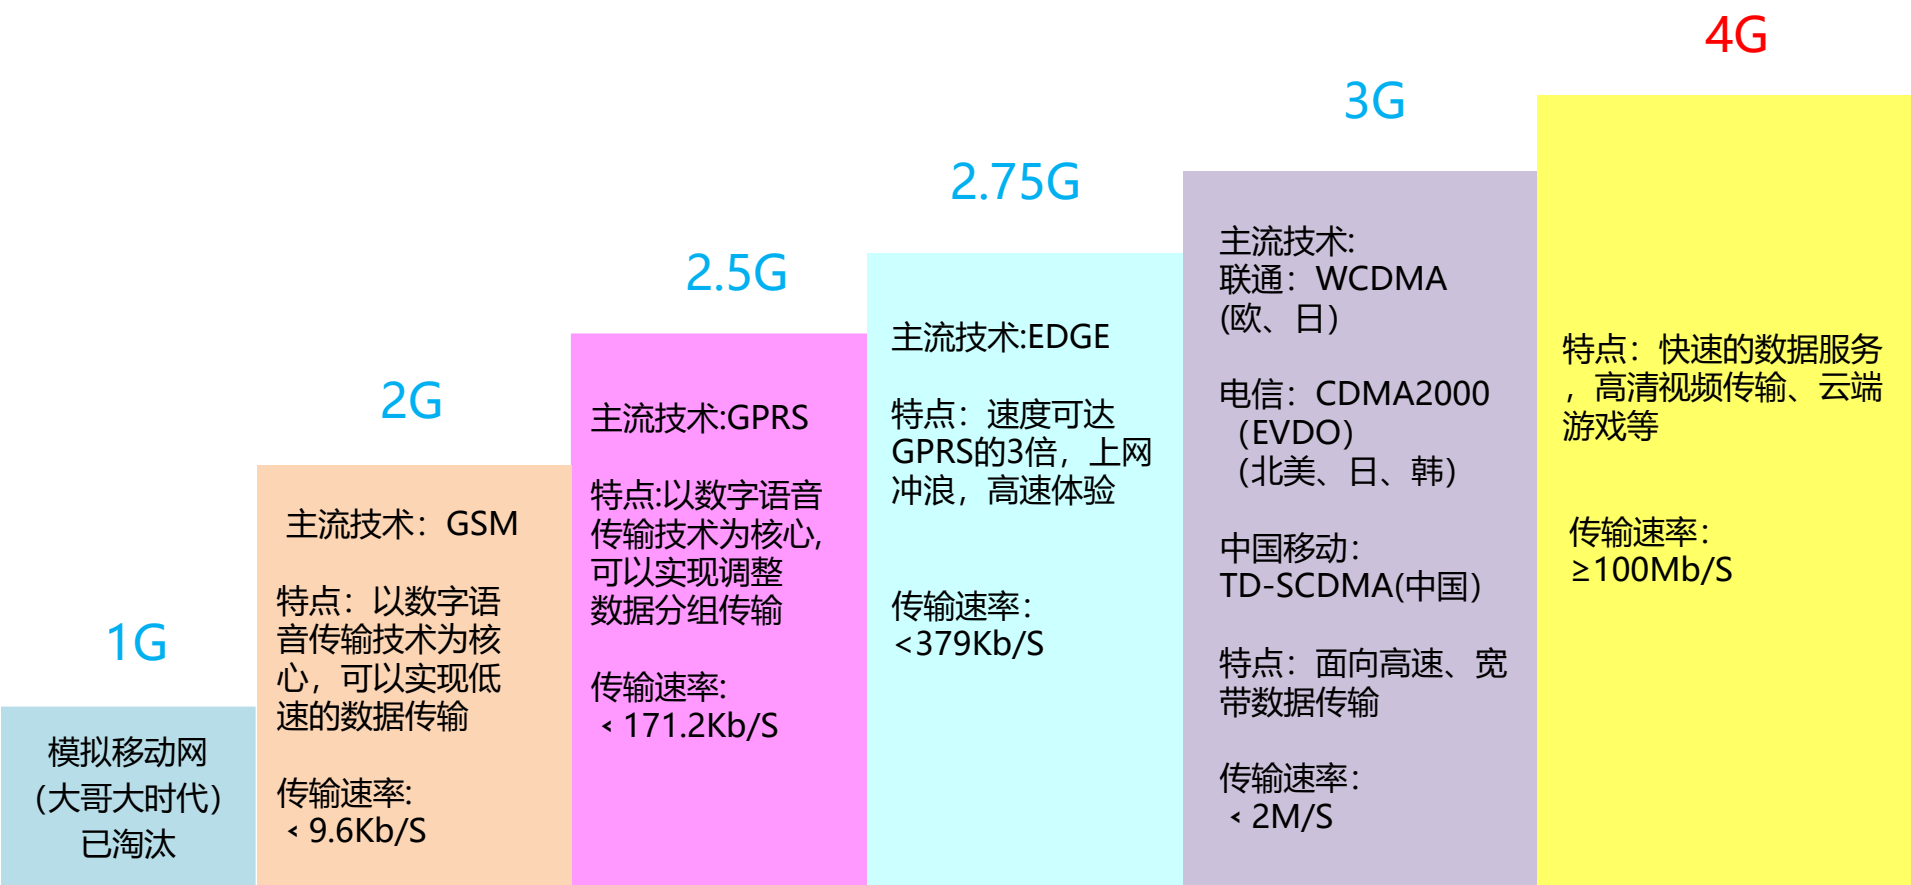 1G
模拟移动网
（大哥大时代）
已淘汰
2G
主流技术：GSM
特点：以数字语
音传输技术为核
心，可以实现低
速的数据传输
传输速率:
﹤9.6Kb/S
2.5G
主流技术:GPRS
特点:以数字语音
传输技术为核心,
可以实现调整
数据分组传输
传输速率:
﹤171.2Kb/S
2.75G
主流技术:EDGE
特点：速度可达
GPRS的3倍，上网
冲浪，高速体验
传输速率：
<379Kb/S
3G
主流技术:
联通：WCDMA
(欧、日）
电信：CDMA2000
（EVDO）
（北美、日、韩）
中国移动：
TD-SCDMA(中国）
特点：面向高速、宽
带数据传输
传输速率：
﹤2M/S
4G
特点：快速的数据服务
，高清视频传输、云端
游戏等
传输速率：
≥100Mb/S